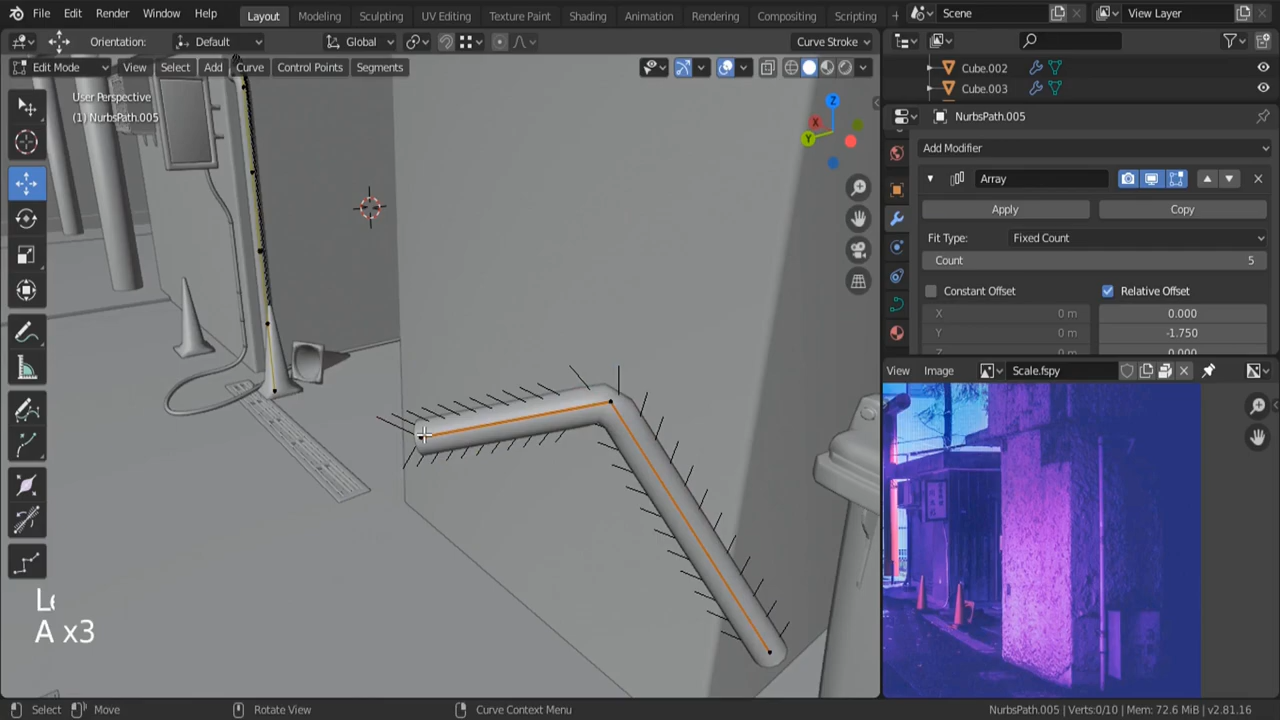 File Edit Render Window Help Layout Modeling Sculpting UV Editing Texture Paint Shading Animation Rendering Compositing Scripting Scene View Layer
Orientation: Default Global Curve Stroke
Edit Mode View Select Add Curve Control Points Segments
User Perspective
(1) NurbsPath.005
Z
X
Y
A x3
Cube.002
Cube.003
NurbsPath.005
Add Modifier
Array
Apply Copy
Fit Type: Fixed Count
Count 5
Constant Offset Relative Offset
X 0 m 0.000
Y 0 m -1.750
Z 0 m 0.000
View Image Scale.fspy
Select Move Rotate View Curve Context Menu NurbsPath.005 | Verts:0/10 | Mem: 72.6 MiB | v2.81.16